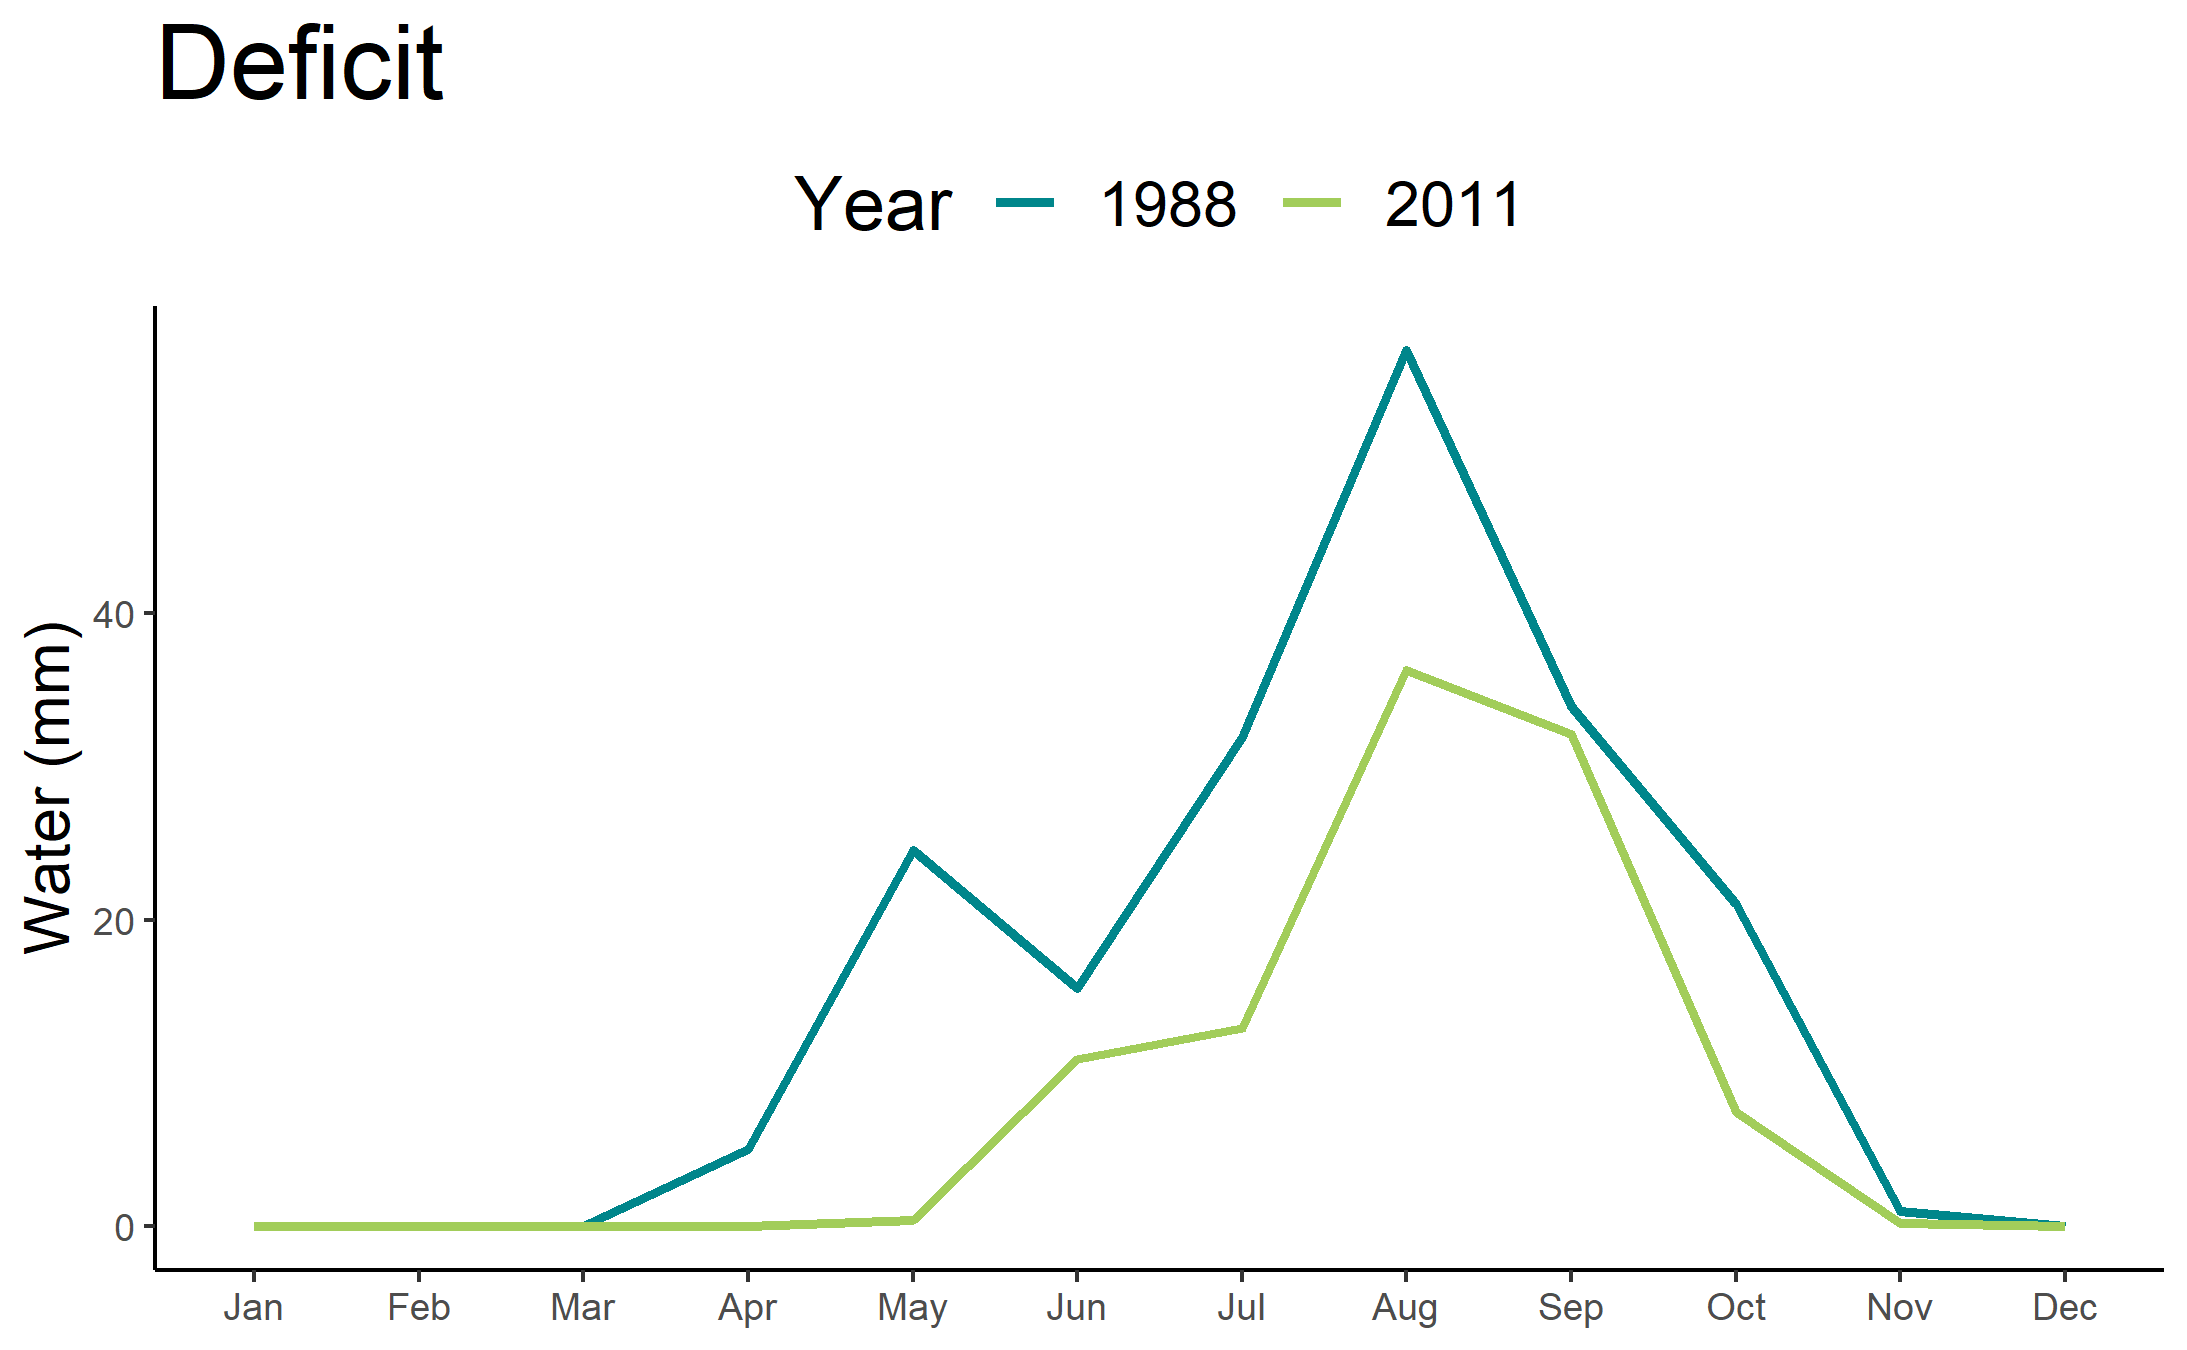 Deficit
Year 1988 2011
Water (mm)
40
20
0
Jan Feb Mar Apr May Jun Jul Aug Sep Oct Nov Dec